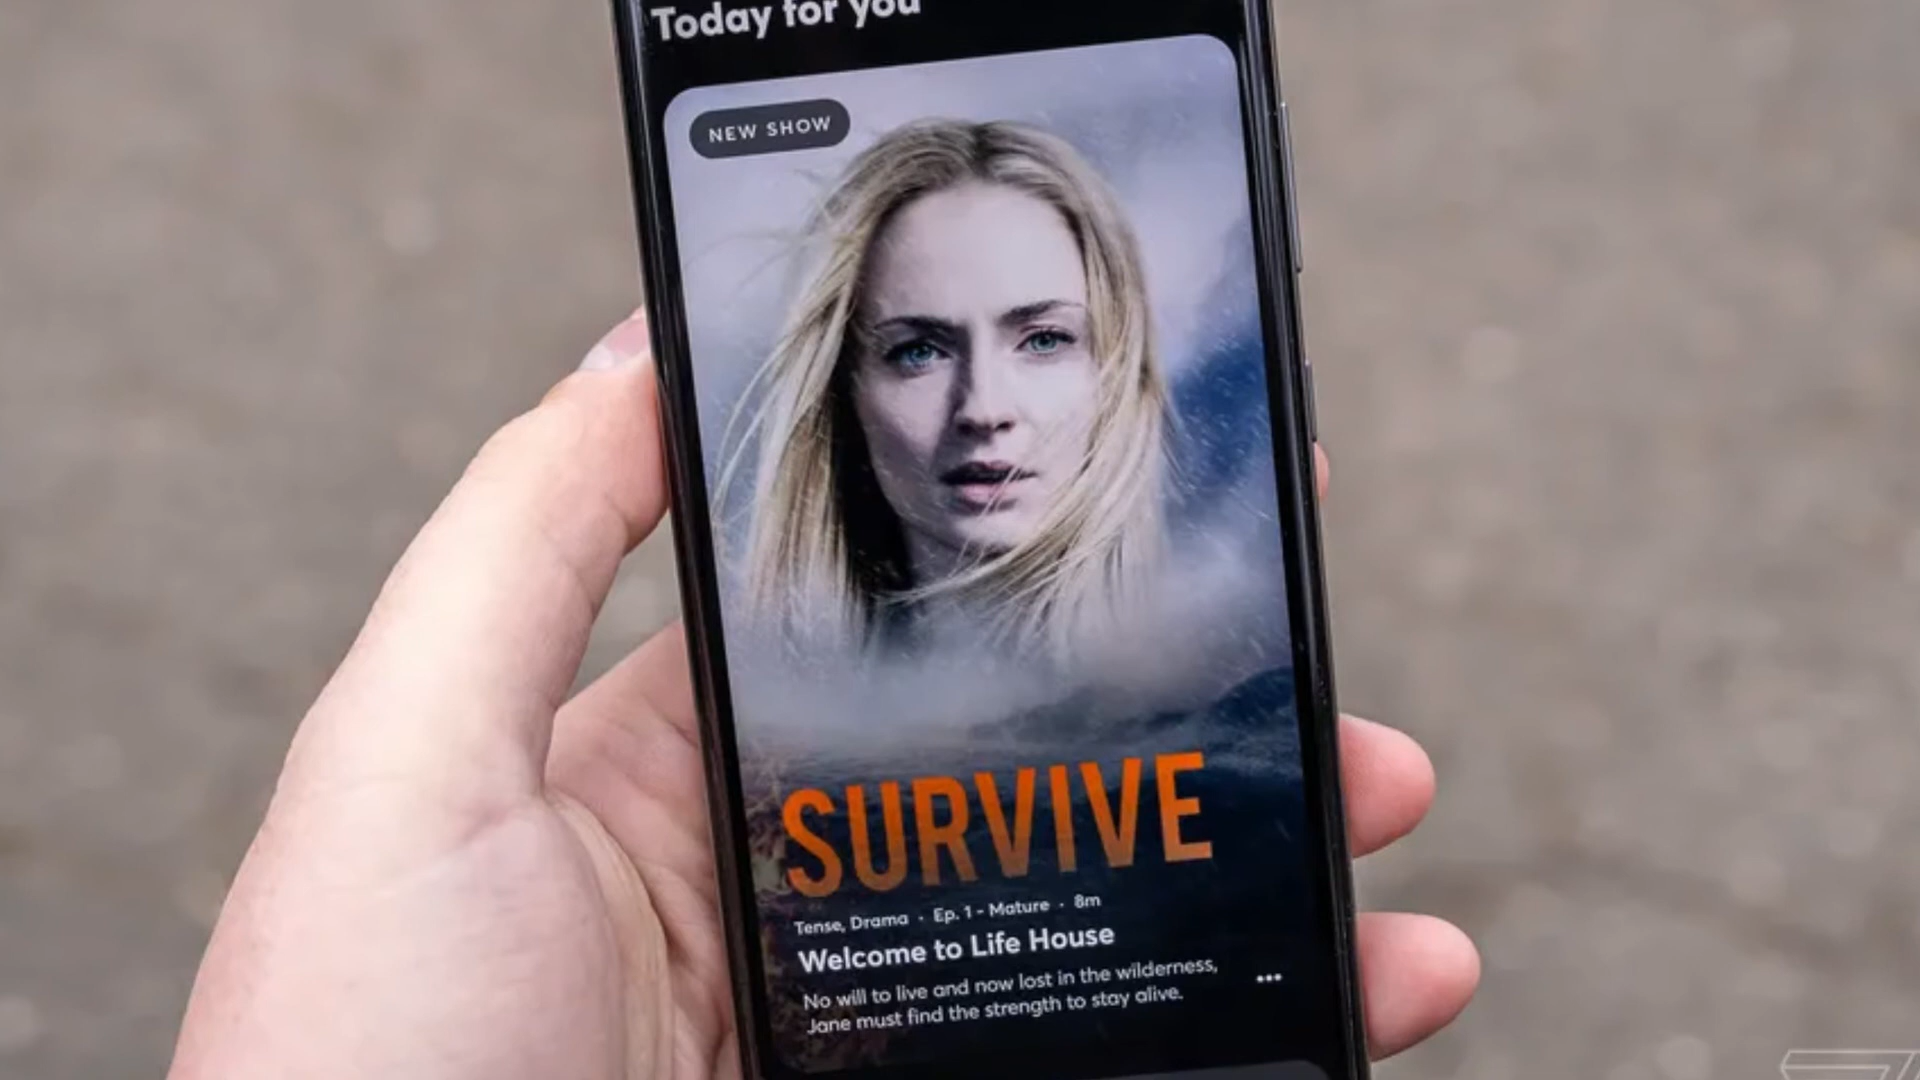 Today for you
NEW SHOW
SURVIVE
Tense, Drama · Ep. 1 - Mature · 8m
Welcome to Life House
No will to live and now lost in the wilderness,
Jane must find the strength to stay alive.